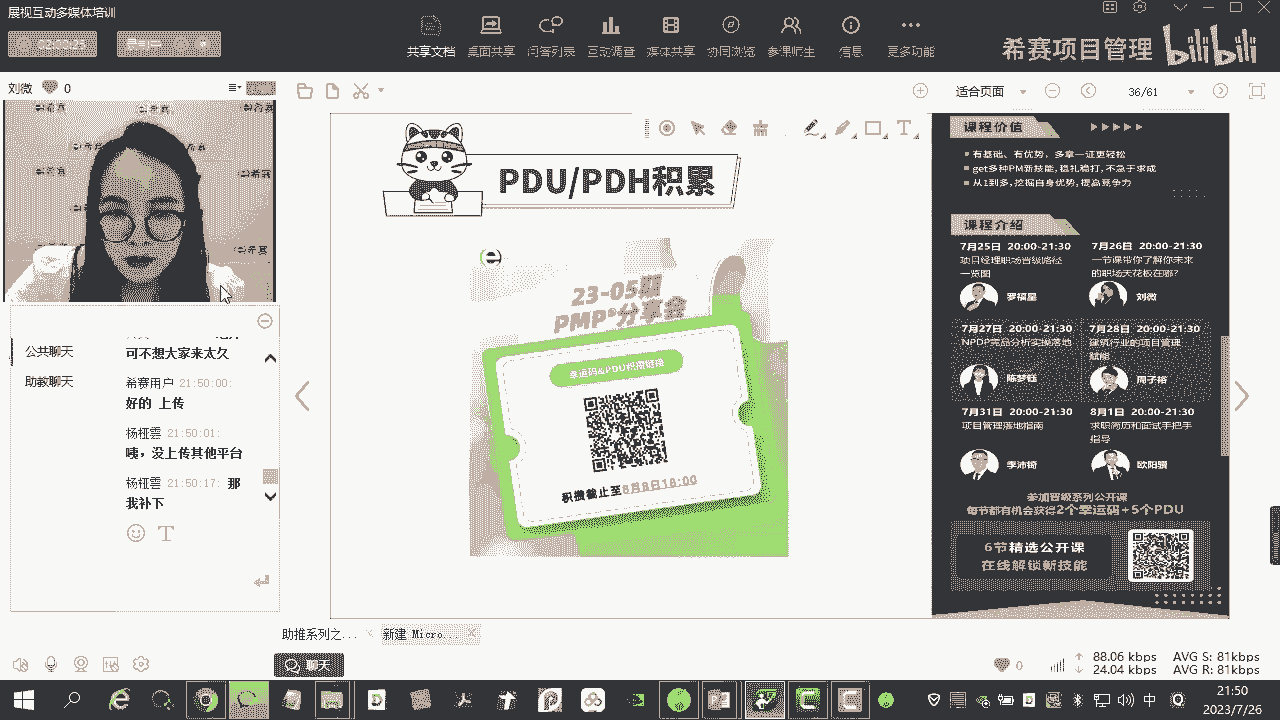 展视互动多媒体培训
共享文档
桌面共享
问答列表
互动调查
媒体共享
协同浏览
参课师生
信息
更多功能
希赛项目管理
bilibili
刘微
0
适合页面
36/61
公共聊天
助教聊天
可不想大家来太久
希赛用户 21:50:00:
好的 上传
杨桠雲 21:50:01:
咦，没上传其他平台
杨桠雲 21:50:17: 那
我补下
PDU/PDH积累
23-05期
PMP®分享会
幸运码&PDU积攒链接
积攒截止至8月8日18:00
课程价值
有基础、有优势，多拿一证更轻松
get多种PM新技能，稳扎稳打，不急于求成
从1到多，挖掘自身优势，提高竞争力
课程介绍
7月25日 20:00-21:30
项目经理职场晋级路径
一览图
罗福星
7月26日 20:00-21:30
一节课带你了解你未来
的职场天花板在哪？
刘微
7月27日 20:00-21:30
NPDP竞品分析实操落地
陈梦钰
7月28日 20:00-21:30
建筑行业的项目管理
赋能
周子裕
7月31日 20:00-21:30
项目管理落地指南
李沛琦
8月1日 20:00-21:30
求职简历和面试手把手
指导
欧阳骥
参加晋级系列公开课
每节都有机会获得2个幸运码+5个PDU
6节精选公开课
在线解锁新技能
助推系列之...
新建 Micro...
聊天
0
88.06 kbps
24.04 kbps
AVG S: 81kbps
AVG R: 81kbps
中
21:50
2023/7/26